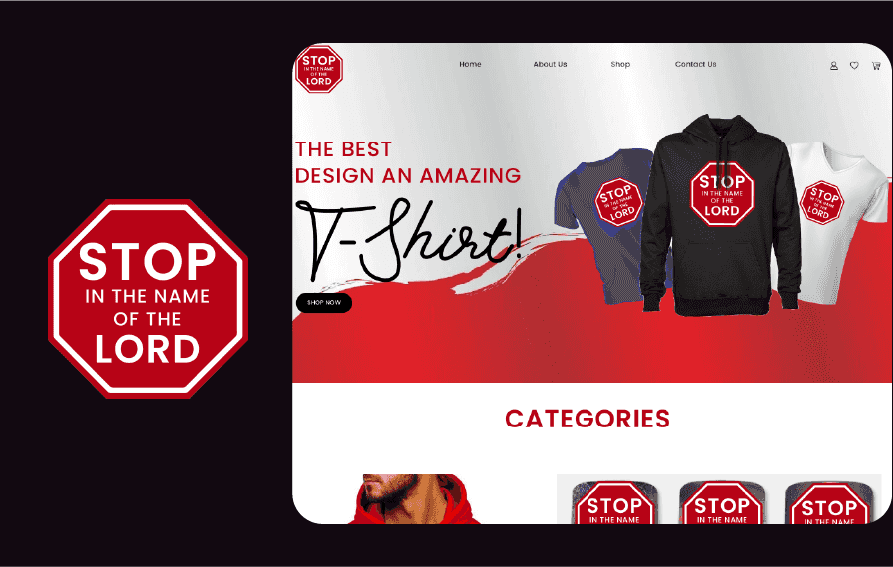 STOP
IN THE NAME
OF THE
LORD
STOP
IN THE NAME
OF THE
LORD
Home
About Us
Shop
Contact Us
THE BEST
DESIGN AN AMAZING
T-Shirt!
SHOP NOW
STOP
IN THE NAME
OF THE
LORD
STOP
IN THE NAME
OF THE
LORD
STOP
IN THE NAME
OF THE
LORD
CATEGORIES
STOP
IN THE NAME
STOP
IN THE NAME
STOP
IN THE NAME